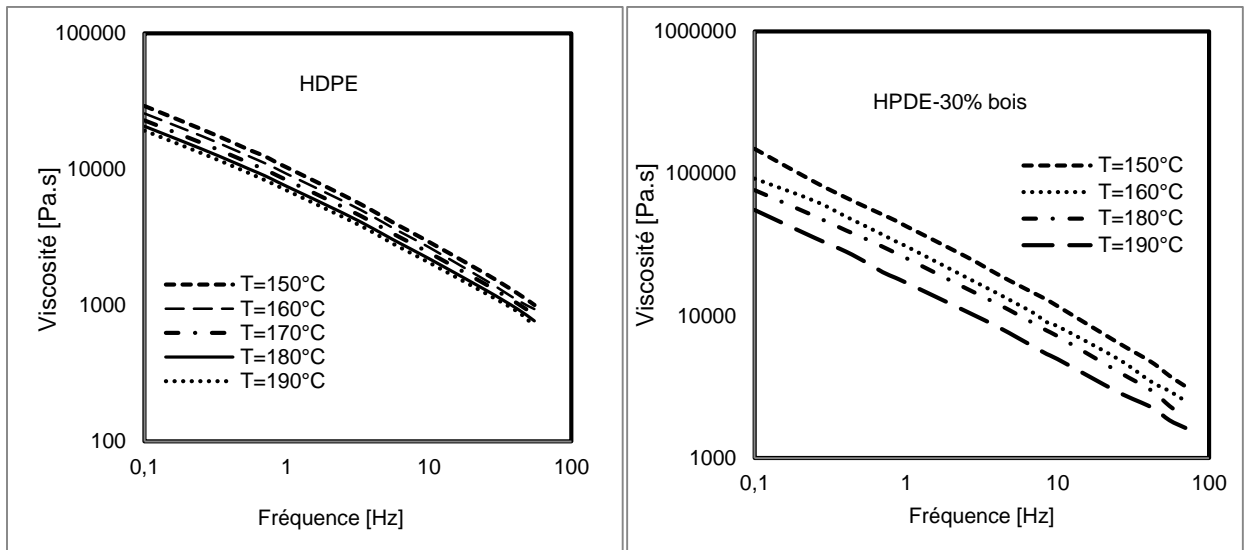 100000
10000
1000
100
Viscosité [Pa.s]
HDPE
T=150°C
T=160°C
T=170°C
T=180°C
T=190°C
0,1
1
10
100
Fréquence [Hz]
1000000
100000
10000
1000
Viscosité [Pa.s]
HPDE-30% bois
T=150°C
T=160°C
T=180°C
T=190°C
0,1
1
10
100
Fréquence [Hz]